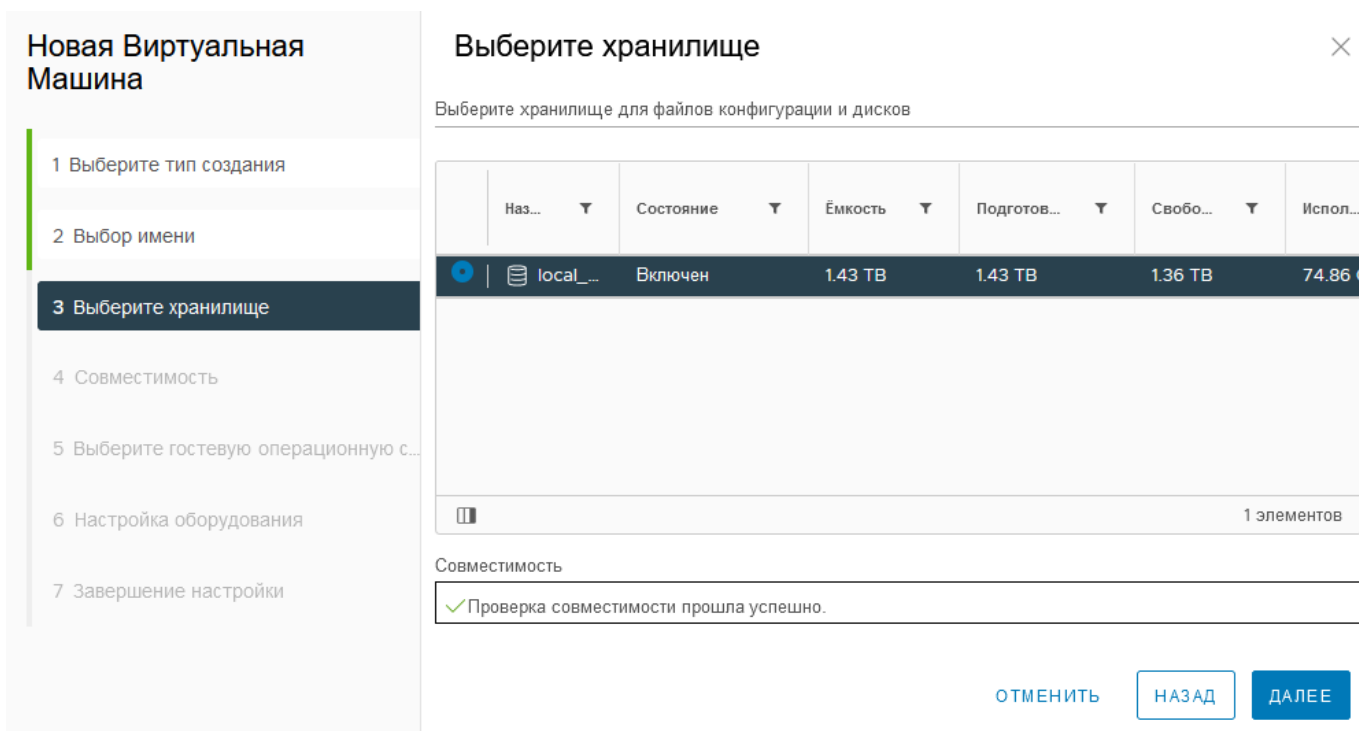 Новая Виртуальная
Машина
1 Выберите тип создания
2 Выбор имени
3 Выберите хранилище
4 Совместимость
5 Выберите гостевую операционную с...
6 Настройка оборудования
7 Завершение настройки
Выберите хранилище
Выберите хранилище для файлов конфигурации и дисков
Наз... Состояние Ёмкость Подготов... Свобо... Испол...
local_... Включен 1.43 TB 1.43 TB 1.36 TB 74.86
1 элементов
Совместимость
Проверка совместимости прошла успешно.
ОТМЕНИТЬ НАЗАД ДАЛЕЕ